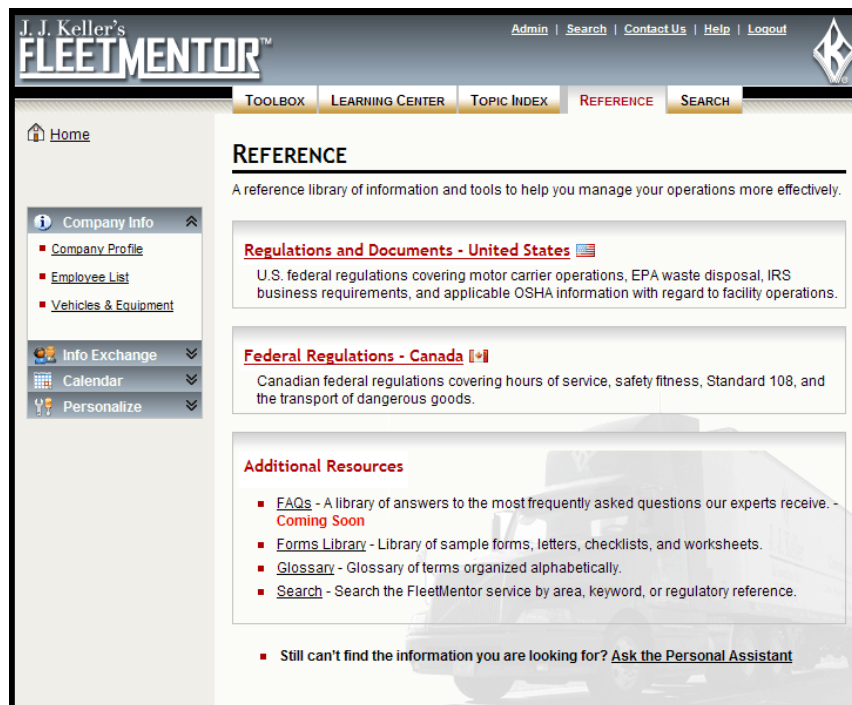 J. J. Keller's
FLEETMENTOR™
Admin | Search | Contact Us | Help | Logout
TOOLBOX LEARNING CENTER TOPIC INDEX REFERENCE SEARCH
Home
Company Info
Company Profile
Employee List
Vehicles & Equipment
Info Exchange
Calendar
Personalize
REFERENCE
A reference library of information and tools to help you manage your operations more effectively.
Regulations and Documents - United States
U.S. federal regulations covering motor carrier operations, EPA waste disposal, IRS
business requirements, and applicable OSHA information with regard to facility operations.
Federal Regulations - Canada
Canadian federal regulations covering hours of service, safety fitness, Standard 108, and
the transport of dangerous goods.
Additional Resources
FAQs - A library of answers to the most frequently asked questions our experts receive. -
Coming Soon
Forms Library - Library of sample forms, letters, checklists, and worksheets.
Glossary - Glossary of terms organized alphabetically.
Search - Search the FleetMentor service by area, keyword, or regulatory reference.
Still can't find the information you are looking for? Ask the Personal Assistant